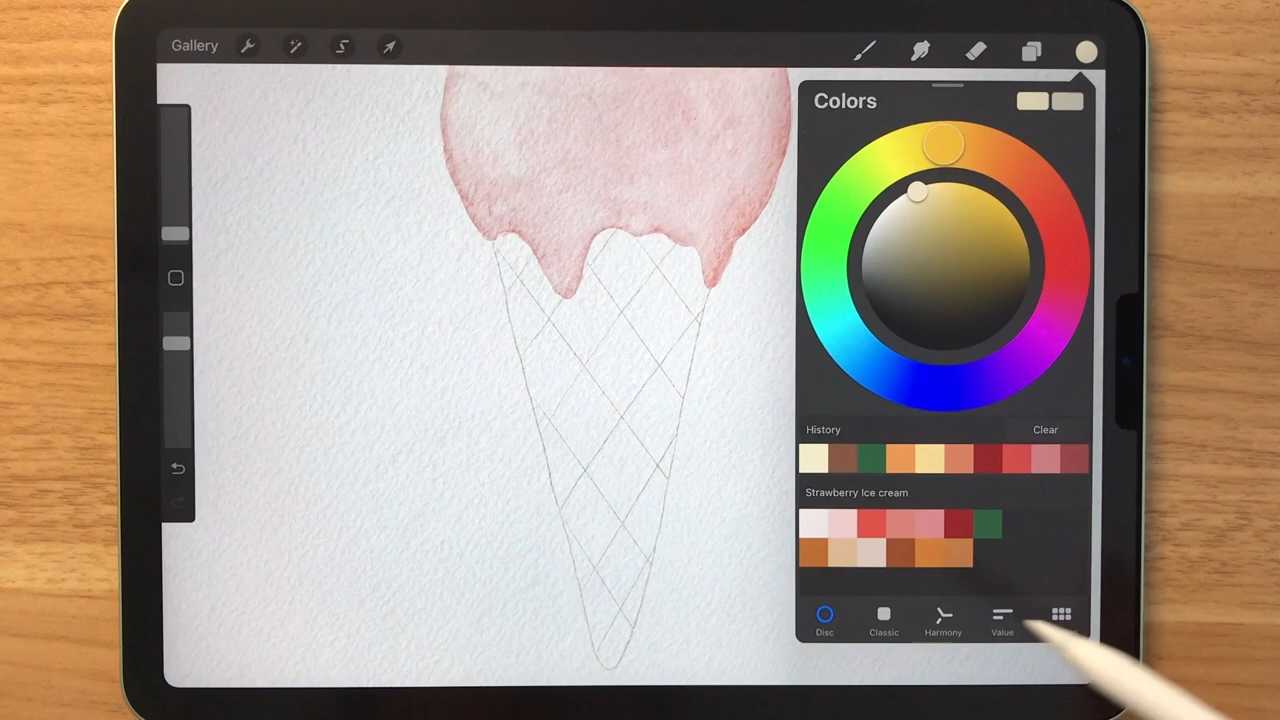 Gallery
Colors
History
Clear
Strawberry Ice cream
Disc
Classic
Harmony
Value